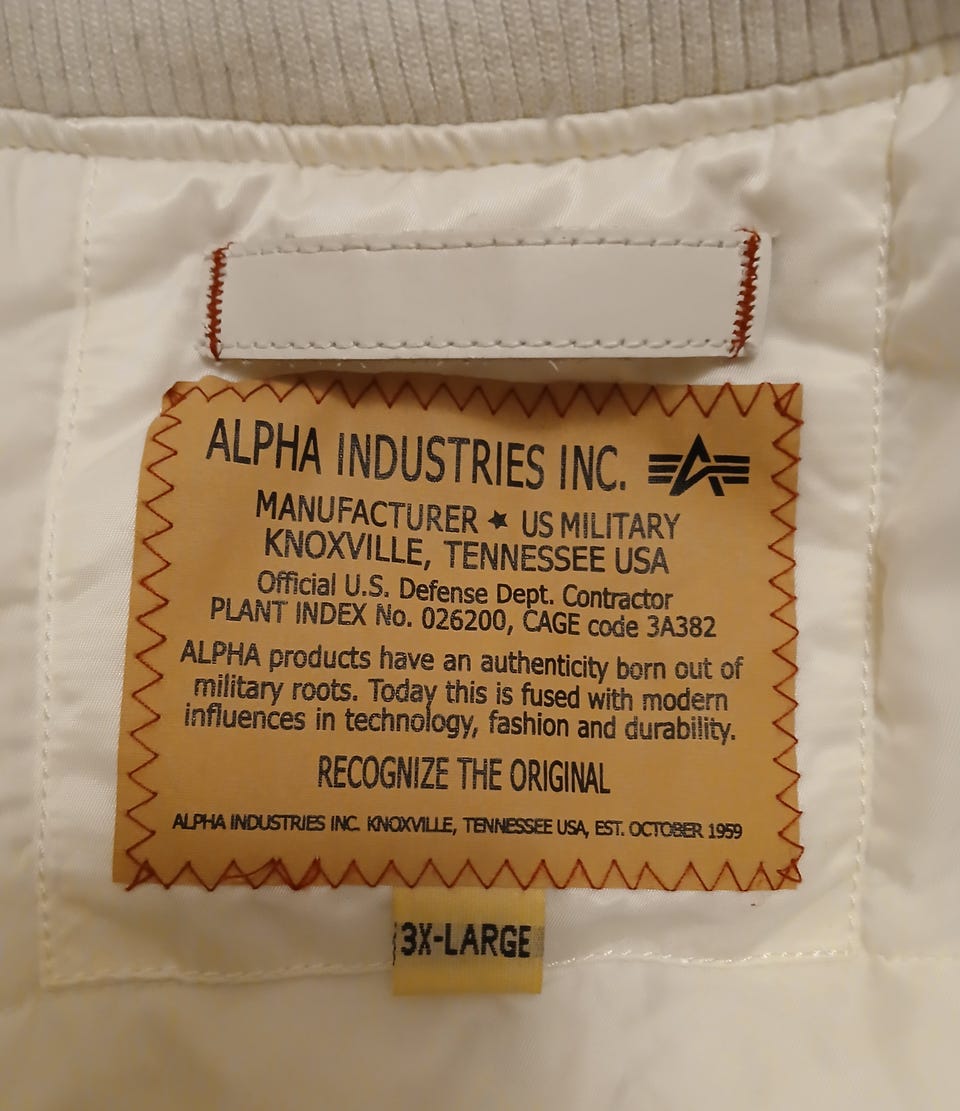 ALPHA INDUSTRIES INC.
MANUFACTURER ★ US MILITARY
KNOXVILLE, TENNESSEE USA
Official U.S. Defense Dept. Contractor
PLANT INDEX No. 026200, CAGE code 3A382
ALPHA products have an authenticity born out of
military roots. Today this is fused with modern
influences in technology, fashion and durability.
RECOGNIZE THE ORIGINAL
ALPHA INDUSTRIES INC. KNOXVILLE, TENNESSEE USA, EST. OCTOBER 1959
3X-LARGE